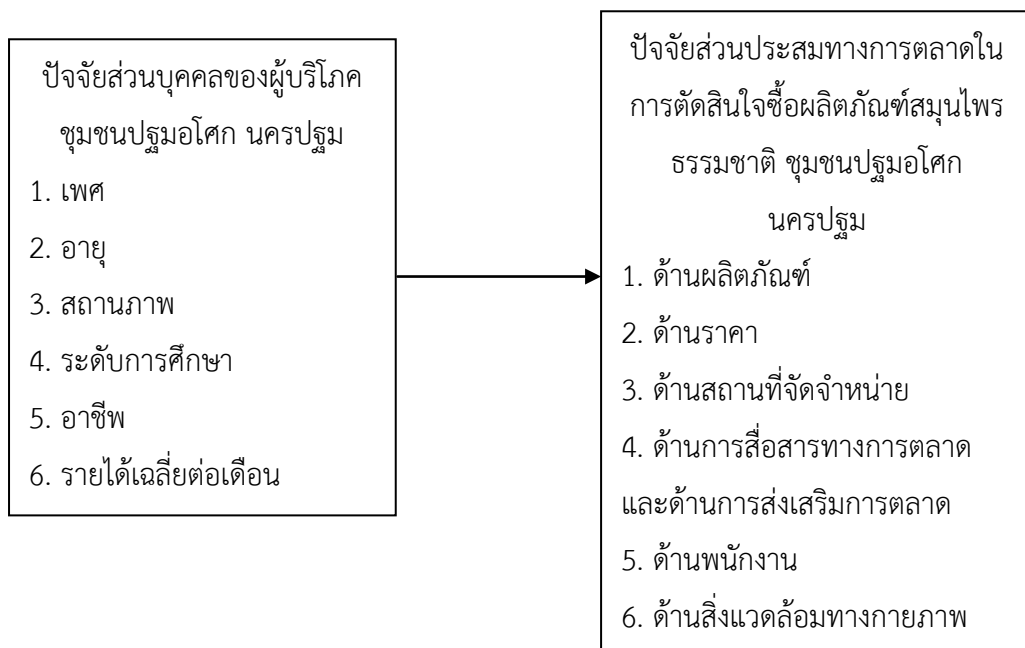 ปัจจัยส่วนบุคคลของผู้บริโภค
ชุมชนปฐมอโศก นครปฐม
1. เพศ
2. อายุ
3. สถานภาพ
4. ระดับการศึกษา
5. อาชีพ
6. รายได้เฉลี่ยต่อเดือน
ปัจจัยส่วนประสมทางการตลาดใน
การตัดสินใจซื้อผลิตภัณฑ์สมุนไพร
ธรรมชาติ ชุมชนปฐมอโศก
นครปฐม
1. ด้านผลิตภัณฑ์
2. ด้านราคา
3. ด้านสถานที่จัดจำหน่าย
4. ด้านการสื่อสารทางการตลาด
และด้านการส่งเสริมการตลาด
5. ด้านพนักงาน
6. ด้านสิ่งแวดล้อมทางกายภาพ